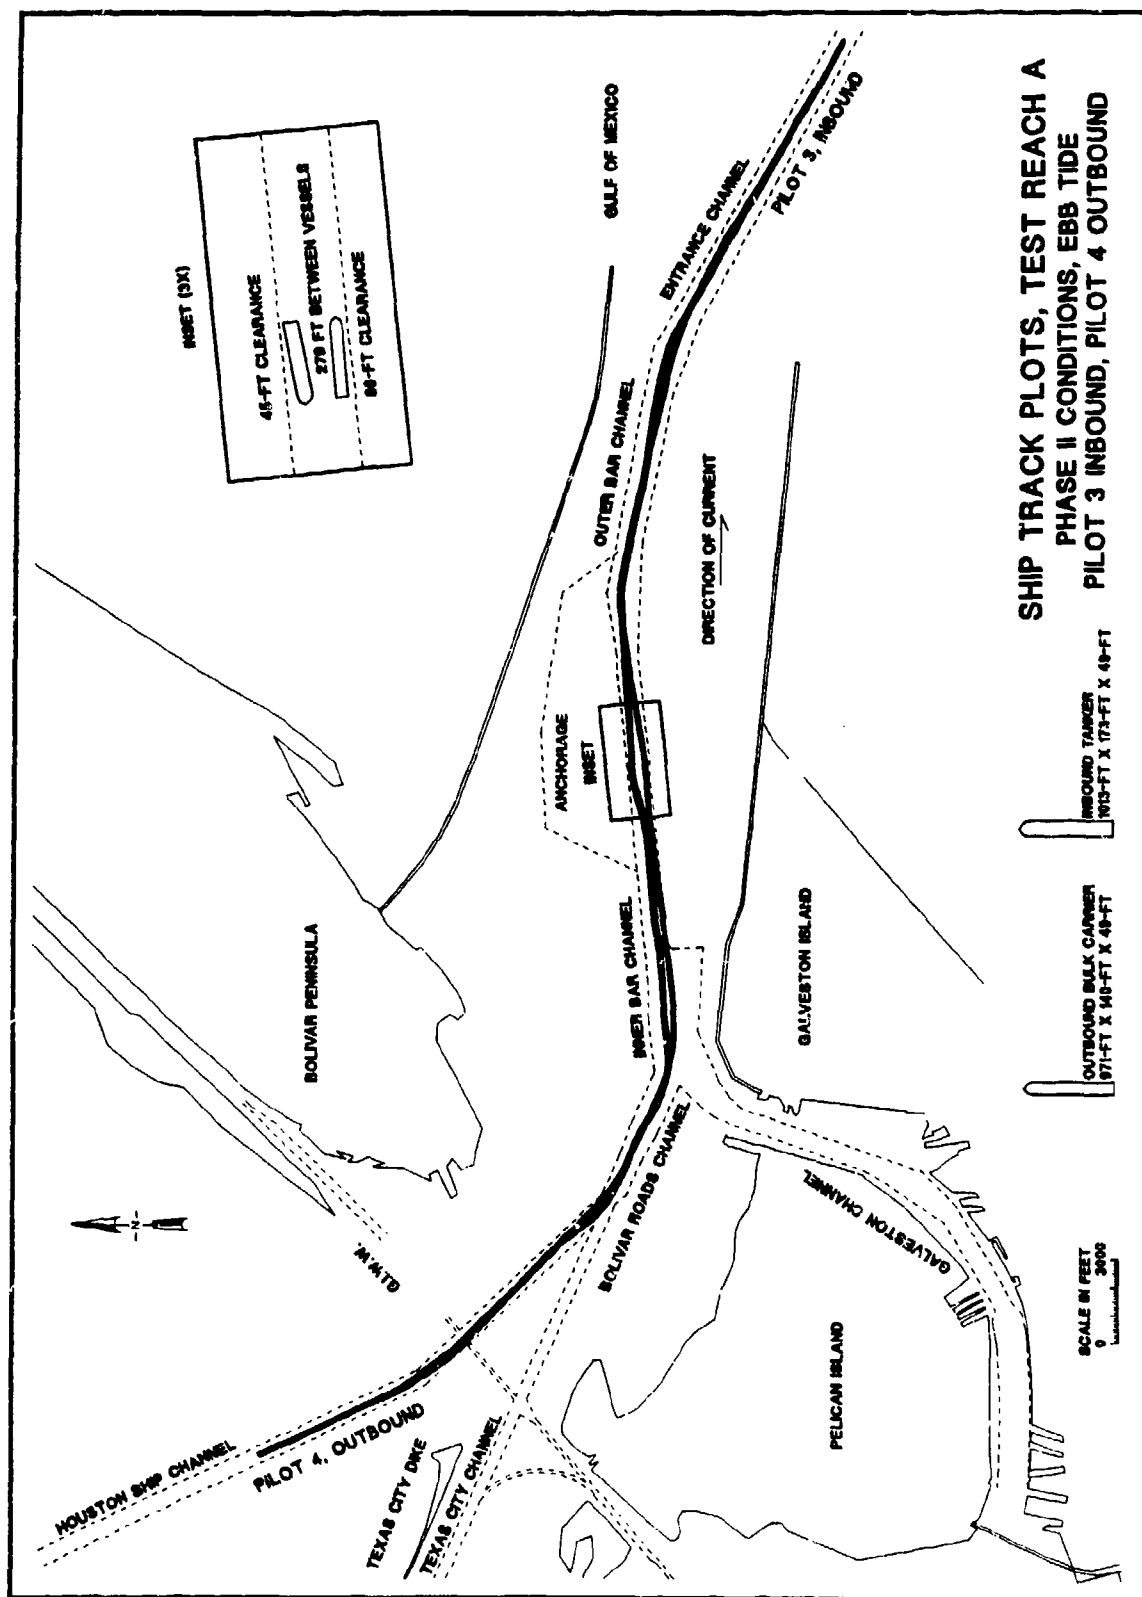 INSET (3X)
45-FT CLEARANCE
279 FT BETWEEN VESSELS
-FT CLEARANCE
GULF OF MEXICO
PILOT 3, INBOUND
ENTRANCE CHANNEL
OUTER BAR CHANNEL
DIRECTION OF CURRENT
ANCHORAGE
INSET
INNER BAR CHANNEL
BOLIVAR PENINSULA
GALVESTON ISLAND
BOLIVAR ROADS CHANNEL
GALVESTON CHANNEL
G.I.W.W.
N
PELICAN ISLAND
HOUSTON SHIP CHANNEL
PILOT 4, OUTBOUND
TEXAS CITY DIKE
TEXAS CITY CHANNEL
SCALE IN FEET
0 3000
OUTBOUND BULK CARRIER
971-FT X 140-FT X 49-FT
INBOUND TANKER
1013-FT X 173-FT X 49-FT
SHIP TRACK PLOTS, TEST REACH A
PHASE II CONDITIONS, EBB TIDE
PILOT 3 INBOUND, PILOT 4 OUTBOUND